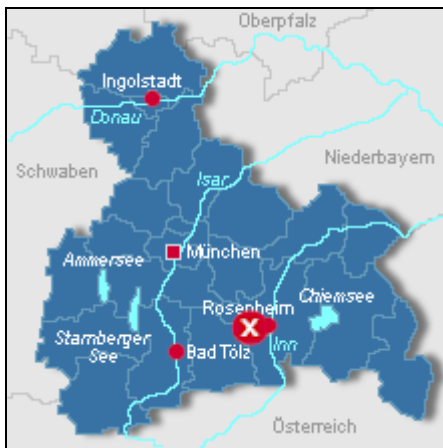 Oberpfalz
Ingolstadt
Donau
Niederbayern
Schwaben
Isar
München
Ammersee
Rosenheim
Chiemsee
X
Starnberger
See
Inn
Bad Tölz
Österreich